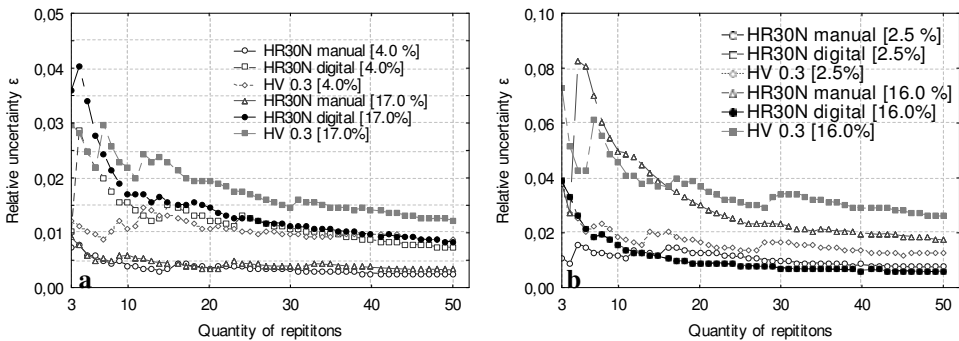 Relative uncertainty ε
0,05
0,04
0,03
0,02
0,01
0,00
HR30N manual [4.0 %]
HR30N digital [4.0%]
HV 0.3 [4.0%]
HR30N manual [17.0 %]
HR30N digital [17.0%]
HV 0.3 [17.0%]
a
3 10 20 30 40 50
Quantity of repititons
Relative uncertainty ε
0,10
0,08
0,06
0,04
0,02
0,00
HR30N manual [2.5 %]
HR30N digital [2.5%]
HV 0.3 [2.5%]
HR30N manual [16.0 %]
HR30N digital [16.0%]
HV 0.3 [16.0%]
b
3 10 20 30 40 50
Quantity of repititons